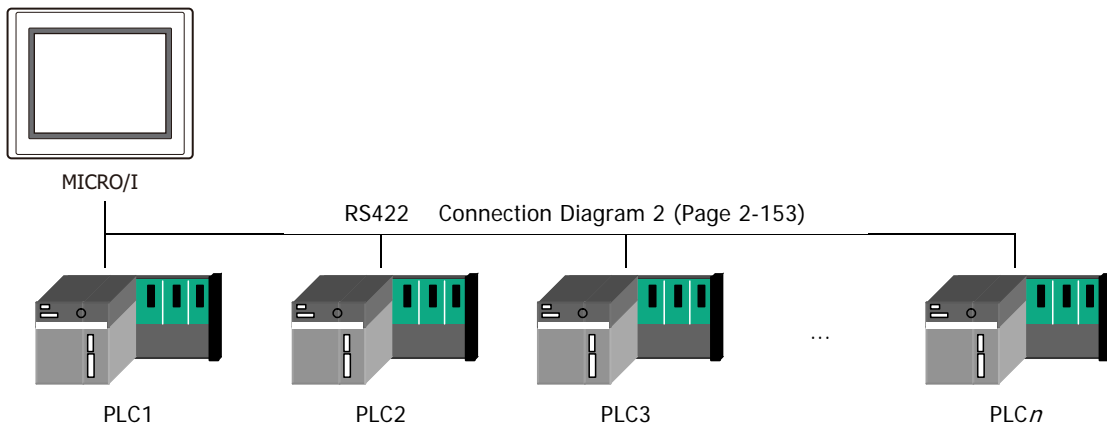 MICRO/I
RS422 Connection Diagram 2 (Page 2-153)
...
PLC1 PLC2 PLC3 PLCn